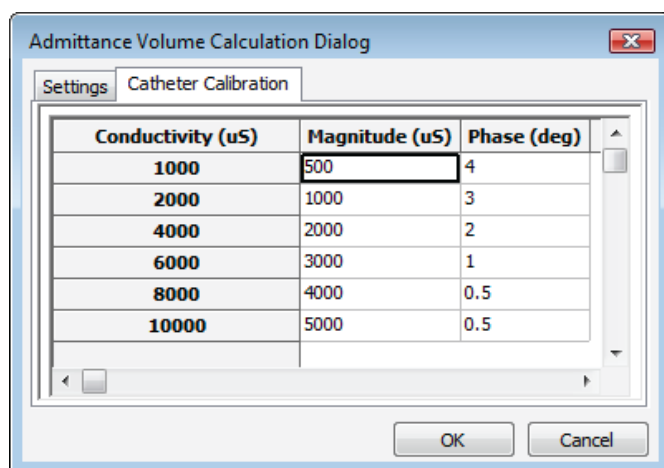 Admittance Volume Calculation Dialog
Settings Catheter Calibration
Conductivity (uS) Magnitude (uS) Phase (deg)
1000 500 4
2000 1000 3
4000 2000 2
6000 3000 1
8000 4000 0.5
10000 5000 0.5
OK Cancel